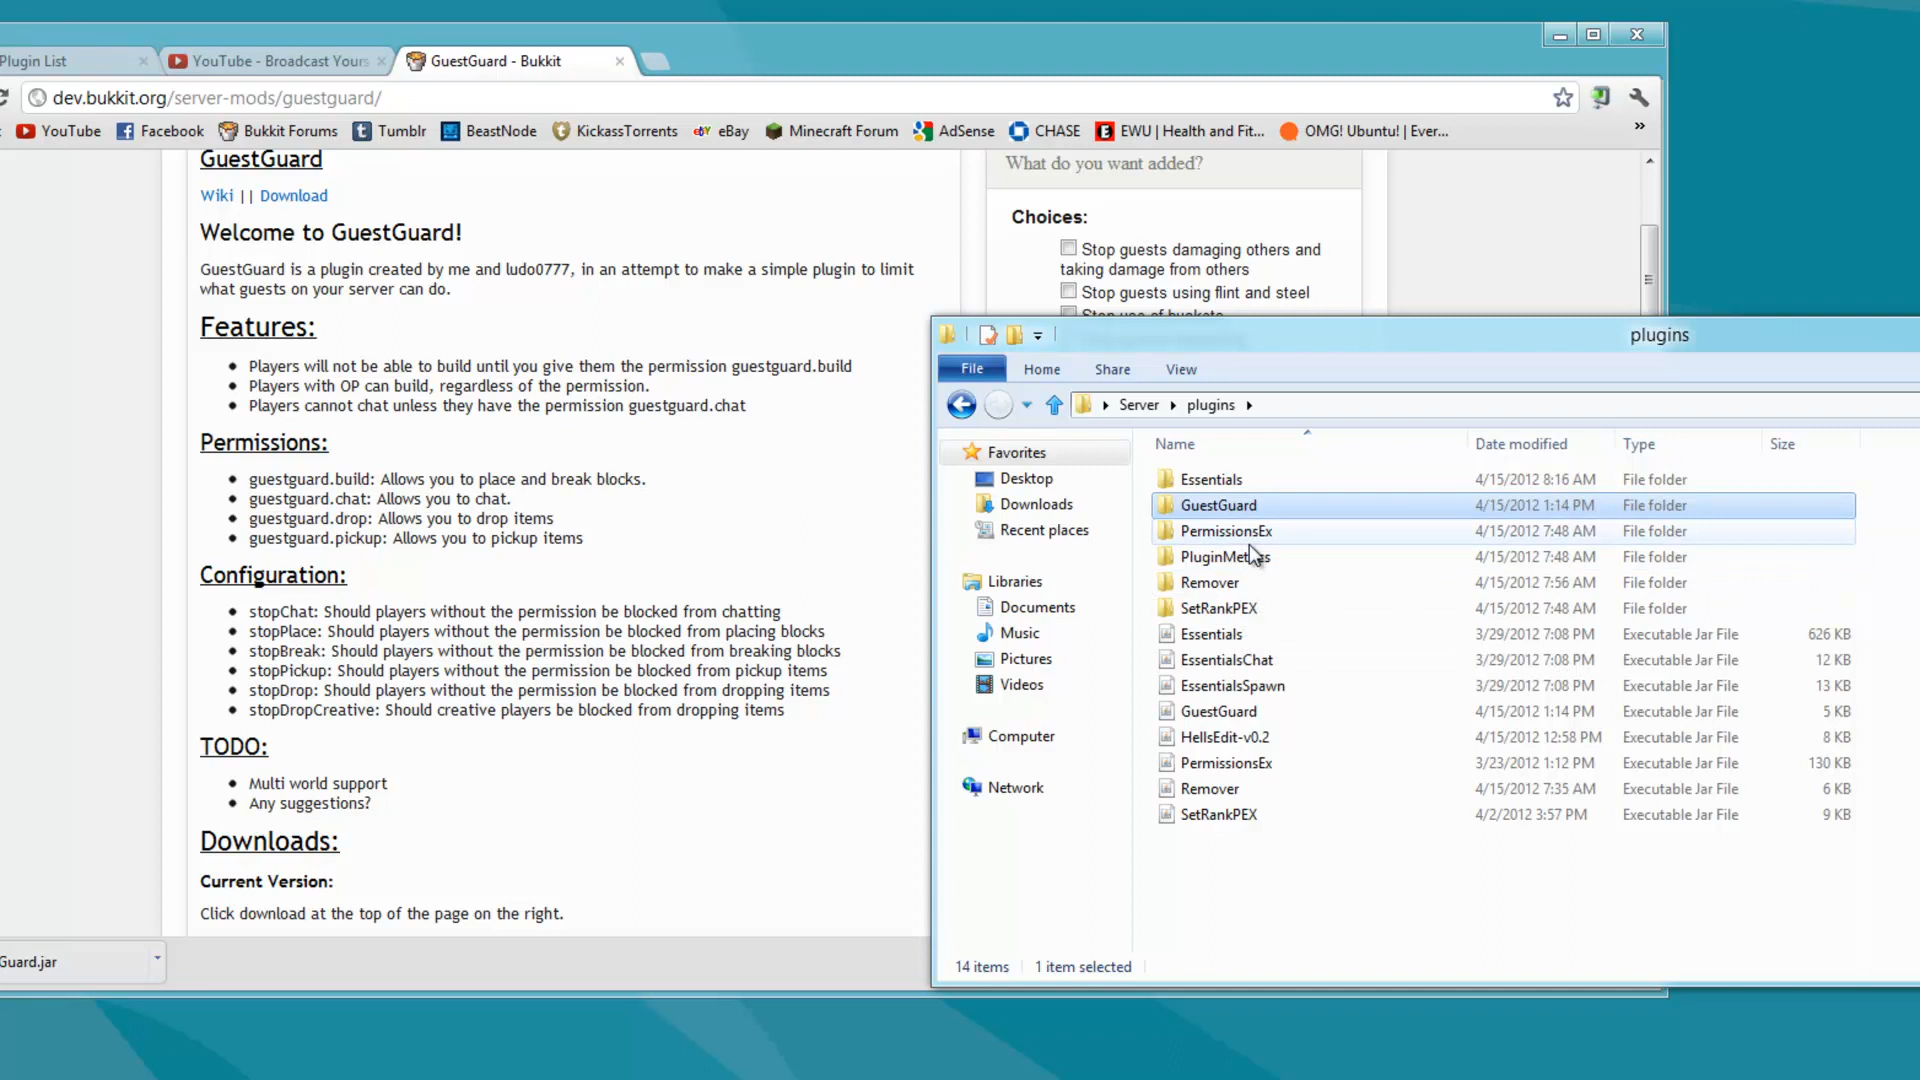 Plugin List
YouTube - Broadcast Yours
GuestGuard - Bukkit
dev.bukkit.org/server-mods/guestguard/
YouTube
Facebook
Bukkit Forums
Tumblr
BeastNode
KickassTorrents
eBay
Minecraft Forum
AdSense
CHASE
EWU | Health and Fit...
OMG! Ubuntu! | Ever...
»
GuestGuard
Wiki || Download
Welcome to GuestGuard!
GuestGuard is a plugin created by me and ludo0777, in an attempt to make a simple plugin to limit
what guests on your server can do.
Features:
Players will not be able to build until you give them the permission guestguard.build
Players with OP can build, regardless of the permission.
Players cannot chat unless they have the permission guestguard.chat
Permissions:
guestguard.build: Allows you to place and break blocks.
guestguard.chat: Allows you to chat.
guestguard.drop: Allows you to drop items
guestguard.pickup: Allows you to pickup items
Configuration:
stopChat: Should players without the permission be blocked from chatting
stopPlace: Should players without the permission be blocked from placing blocks
stopBreak: Should players without the permission be blocked from breaking blocks
stopPickup: Should players without the permission be blocked from pickup items
stopDrop: Should players without the permission be blocked from dropping items
stopDropCreative: Should creative players be blocked from dropping items
TODO:
Multi world support
Any suggestions?
Downloads:
Current Version:
Click download at the top of the page on the right.
Guard.jar
What do you want added?
Choices:
Stop guests damaging others and
taking damage from others
Stop guests using flint and steel
Stop use of buckets
plugins
File Home Share View
Server plugins
Favorites
Desktop
Downloads
Recent places
Libraries
Documents
Music
Pictures
Videos
Computer
Network
Name Date modified Type Size
Essentials 4/15/2012 8:16 AM File folder
GuestGuard 4/15/2012 1:14 PM File folder
PermissionsEx 4/15/2012 7:48 AM File folder
PluginMetrics 4/15/2012 7:48 AM File folder
Remover 4/15/2012 7:56 AM File folder
SetRankPEX 4/15/2012 7:48 AM File folder
Essentials 3/29/2012 7:08 PM Executable Jar File 626 KB
EssentialsChat 3/29/2012 7:08 PM Executable Jar File 12 KB
EssentialsSpawn 3/29/2012 7:08 PM Executable Jar File 13 KB
GuestGuard 4/15/2012 1:14 PM Executable Jar File 5 KB
HellsEdit-v0.2 4/15/2012 12:58 PM Executable Jar File 8 KB
PermissionsEx 3/23/2012 1:12 PM Executable Jar File 130 KB
Remover 4/15/2012 7:35 AM Executable Jar File 6 KB
SetRankPEX 4/2/2012 3:57 PM Executable Jar File 9 KB
14 items 1 item selected